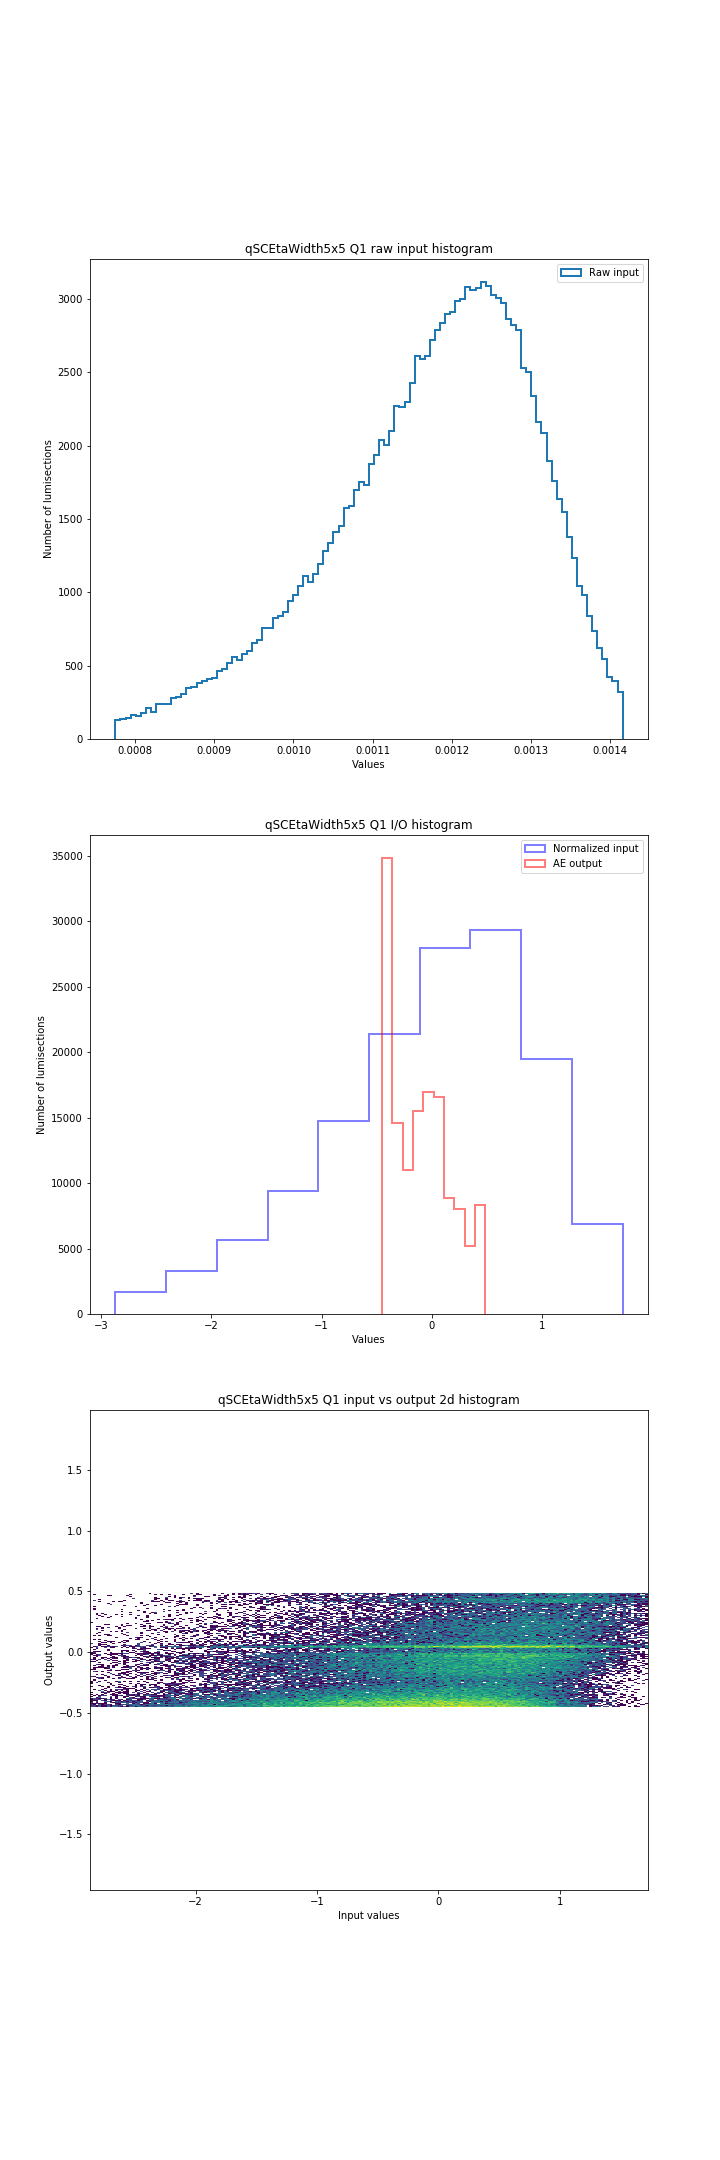 qSCEtaWidth5x5 Q1 raw input histogram
Raw input
3000
2500
2000
1500
1000
500
0
Number of lumisections
0.0008 0.0009 0.0010 0.0011 0.0012 0.0013 0.0014
Values
qSCEtaWidth5x5 Q1 I/O histogram
Normalized input
AE output
35000
30000
25000
20000
15000
10000
5000
0
Number of lumisections
−3 −2 −1 0 1
Values
qSCEtaWidth5x5 Q1 input vs output 2d histogram
1.5
1.0
0.5
0.0
−0.5
−1.0
−1.5
Output values
−2 −1 0 1
Input values